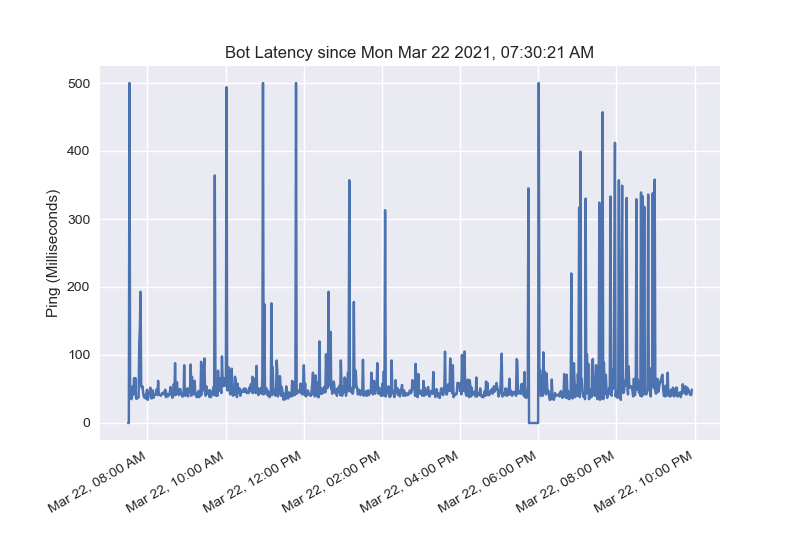 Bot Latency since Mon Mar 22 2021, 07:30:21 AM
Ping (Milliseconds)
500
400
300
200
100
0
Mar 22, 08:00 AM
Mar 22, 10:00 AM
Mar 22, 12:00 PM
Mar 22, 02:00 PM
Mar 22, 04:00 PM
Mar 22, 06:00 PM
Mar 22, 08:00 PM
Mar 22, 10:00 PM